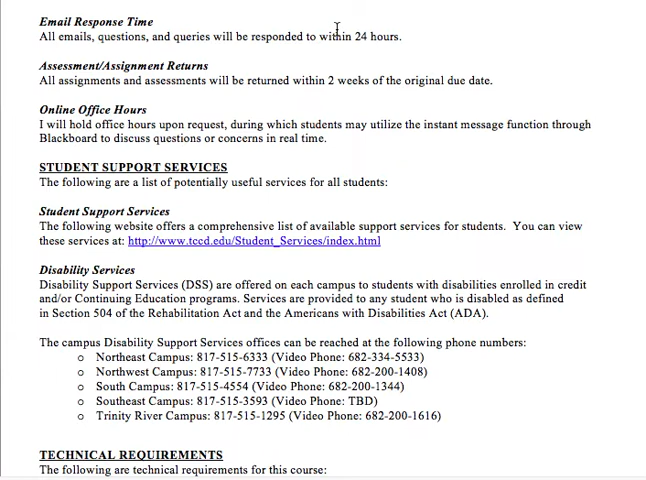 Email Response Time
All emails, questions, and queries will be responded to within 24 hours.
Assessment/Assignment Returns
All assignments and assessments will be returned within 2 weeks of the original due date.
Online Office Hours
I will hold office hours upon request, during which students may utilize the instant message function through
Blackboard to discuss questions or concerns in real time.
STUDENT SUPPORT SERVICES
The following are a list of potentially useful services for all students:
Student Support Services
The following website offers a comprehensive list of available support services for students.  You can view
these services at: http://www.tccd.edu/Student_Services/index.html
Disability Services
Disability Support Services (DSS) are offered on each campus to students with disabilities enrolled in credit
and/or Continuing Education programs. Services are provided to any student who is disabled as defined
in Section 504 of the Rehabilitation Act and the Americans with Disabilities Act (ADA).
The campus Disability Support Services offices can be reached at the following phone numbers:
o Northeast Campus: 817-515-6333 (Video Phone: 682-334-5533)
o Northwest Campus: 817-515-7733 (Video Phone: 682-200-1408)
o South Campus: 817-515-4554 (Video Phone: 682-200-1344)
o Southeast Campus: 817-515-3593 (Video Phone: TBD)
o Trinity River Campus: 817-515-1295 (Video Phone: 682-200-1616)
TECHNICAL REQUIREMENTS
The following are technical requirements for this course: